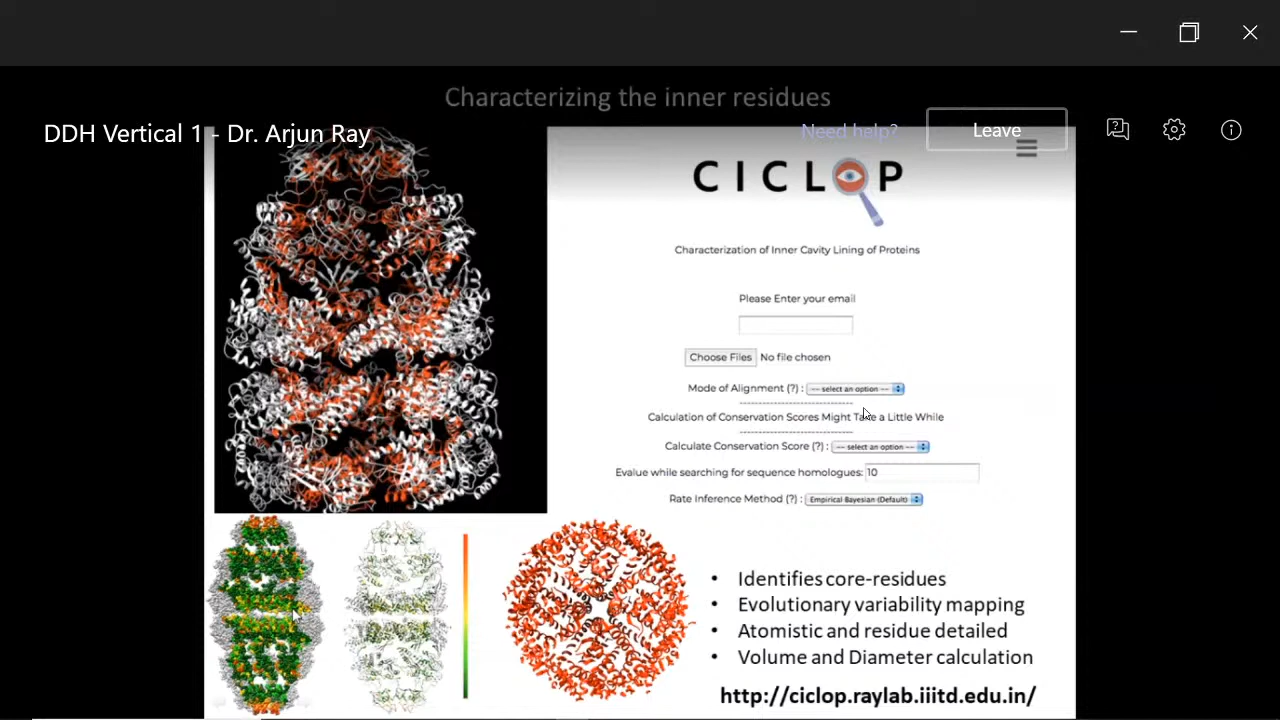 Characterizing the inner residues
DDH Vertical 1 - Dr. Arjun Ray
Need help?
Leave
CICLOP
Characterization of Inner Cavity Lining of Proteins
Please Enter your email
Choose Files No file chosen
Mode of Alignment (?) : -- select an option --
--------------------------------
Calculation of Conservation Scores Might Take a Little While
--------------------------------
Calculate Conservation Score (?) : -- select an option --
Evalue while searching for sequence homologues: 10
Rate Inference Method (?) : Empirical Bayesian (Default)
• Identifies core-residues
• Evolutionary variability mapping
• Atomistic and residue detailed
• Volume and Diameter calculation
http://ciclop.raylab.iiitd.edu.in/